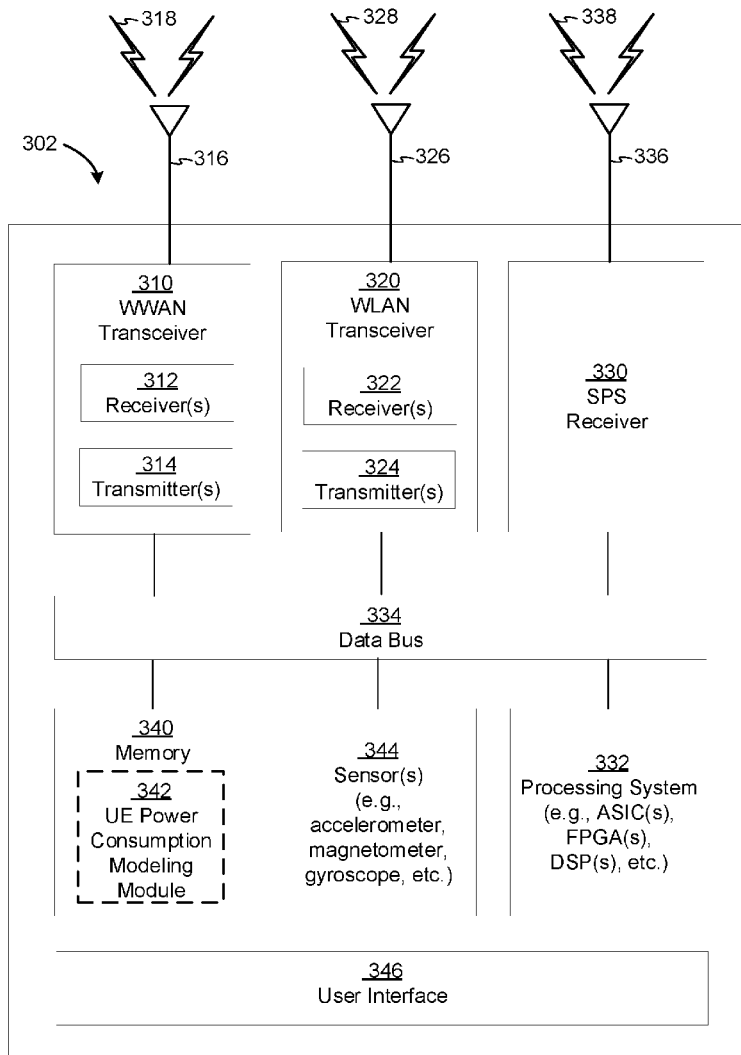 318
328
338
302
316
326
336
310
WWAN
Transceiver
312
Receiver(s)
314
Transmitter(s)
320
WLAN
Transceiver
322
Receiver(s)
324
Transmitter(s)
330
SPS
Receiver
334
Data Bus
340
Memory
342
UE Power
Consumption
Modeling
Module
344
Sensor(s)
(e.g.,
accelerometer,
magnetometer,
gyroscope, etc.)
332
Processing System
(e.g., ASIC(s),
FPGA(s),
DSP(s), etc.)
346
User Interface